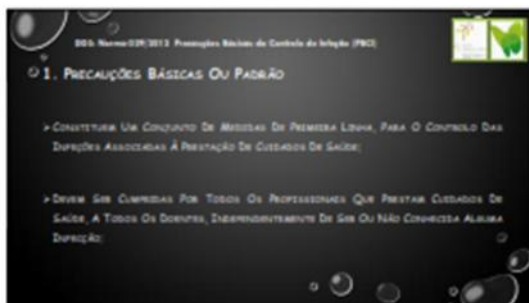 DGS: Norma 029/2012 Precauções Básicas do Controlo da Infeção (PBCI)
1. Precauções Básicas Ou Padrão
➢ Constituem Um Conjunto De Medidas De Primeira Linha, Para O Controlo Das
Infeções Associadas À Prestação De Cuidados De Saúde;
➢ Devem Ser Cumpridas Por Todos Os Profissionais Que Prestam Cuidados De
Saúde, A Todos Os Doentes, Independentemente De Ser Ou Não Conhecida Alguma
Infeção;